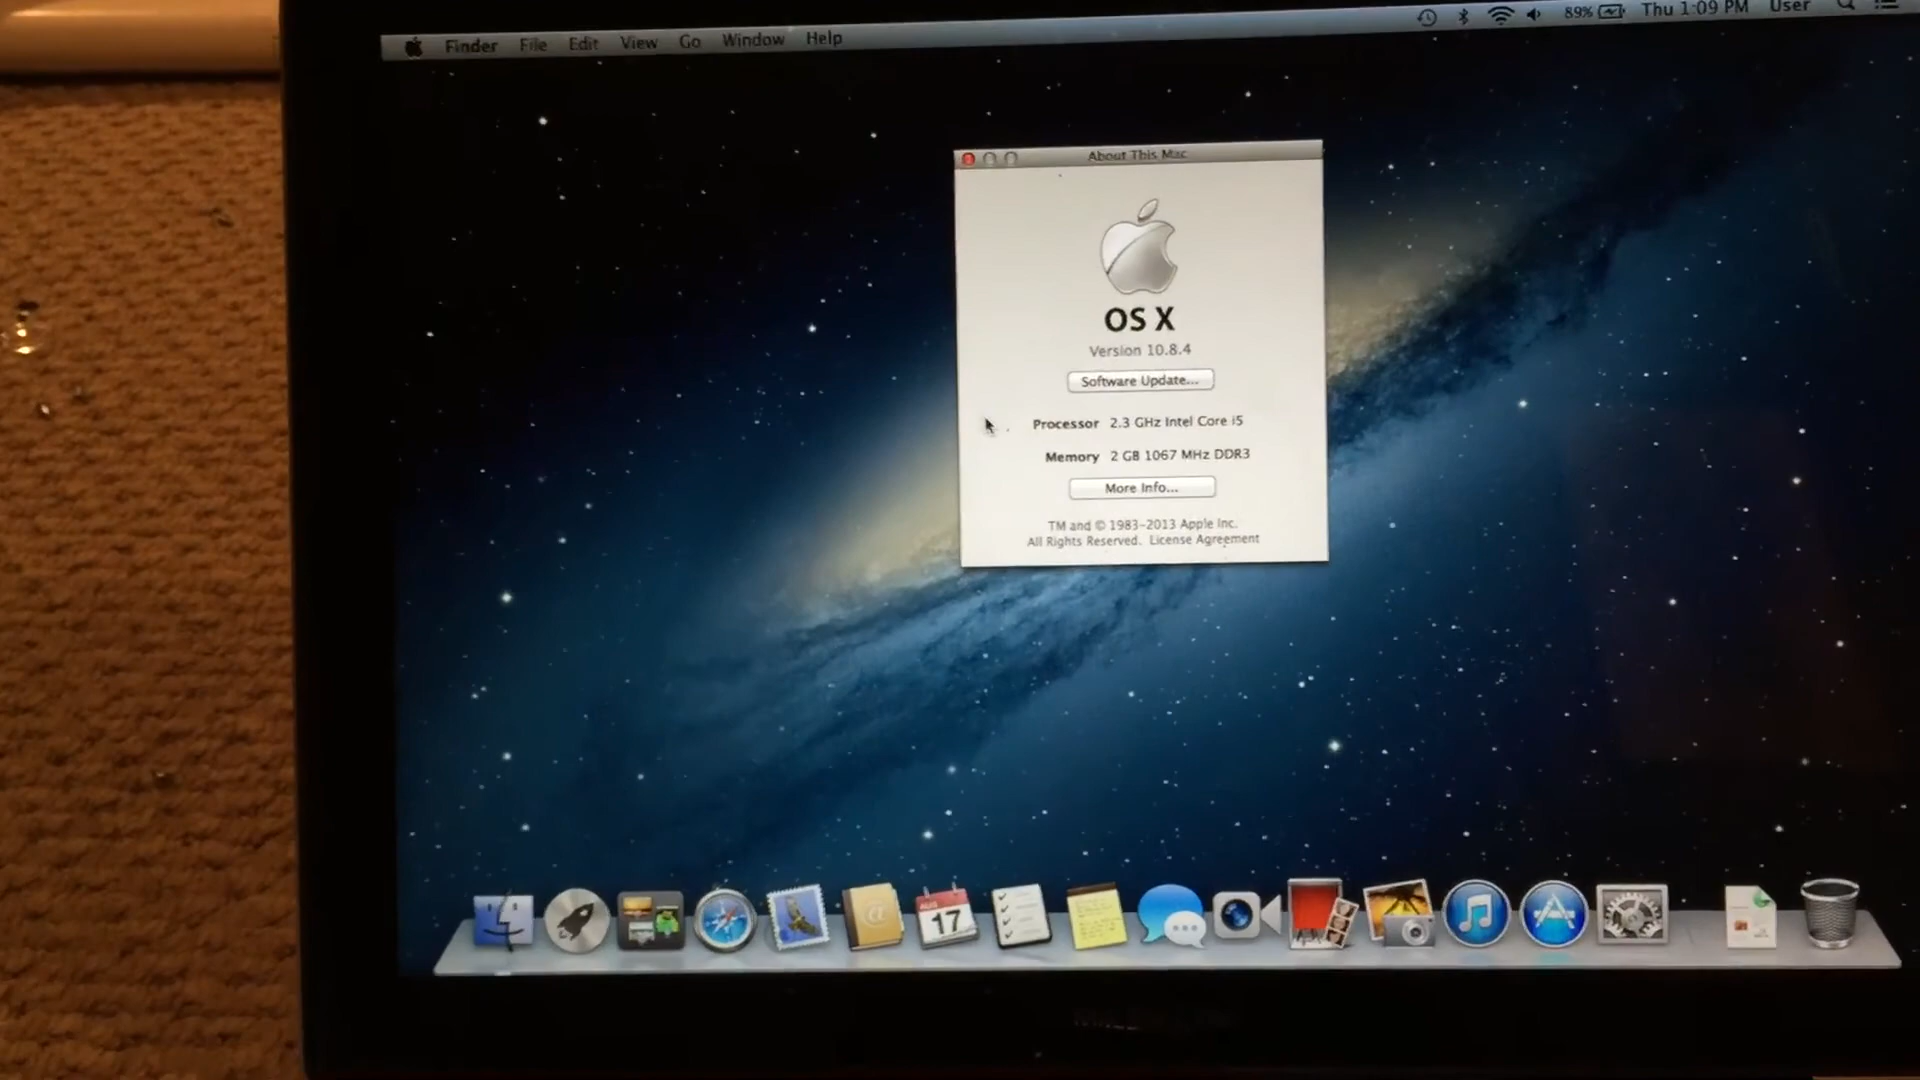 Finder File Edit View Go Window Help
89% Thu 1:09 PM User
About This Mac
OS X
Version 10.8.4
Software Update...
Processor 2.3 GHz Intel Core i5
Memory 2 GB 1067 MHz DDR3
More Info...
TM and © 1983-2013 Apple Inc.
All Rights Reserved. License Agreement
AUG
17